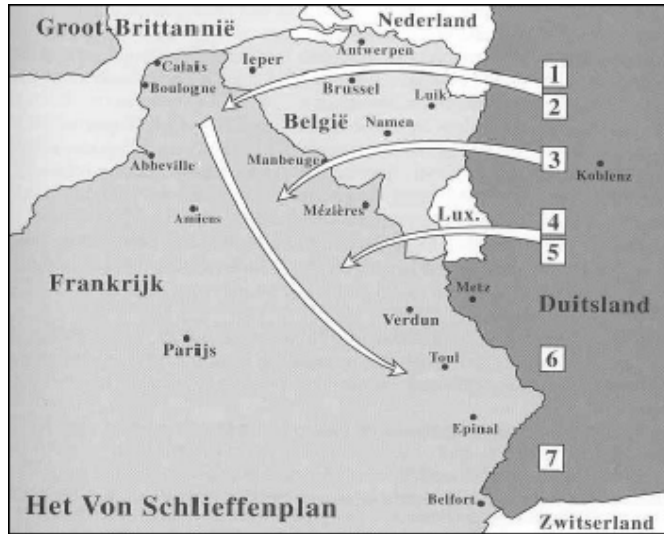 Groot-Brittannië
Nederland
Antwerpen
Calais
Ieper
Boulogne
Brussel
1
2
Luik
België
Namen
Abbeville
Manbeuge
3
Koblenz
Amiens
Mézières
Lux.
4
5
Frankrijk
Metz
Duitsland
Verdun
Parijs
Toul
6
Epinal
7
Het Von Schlieffenplan
Belfort
Zwitserland